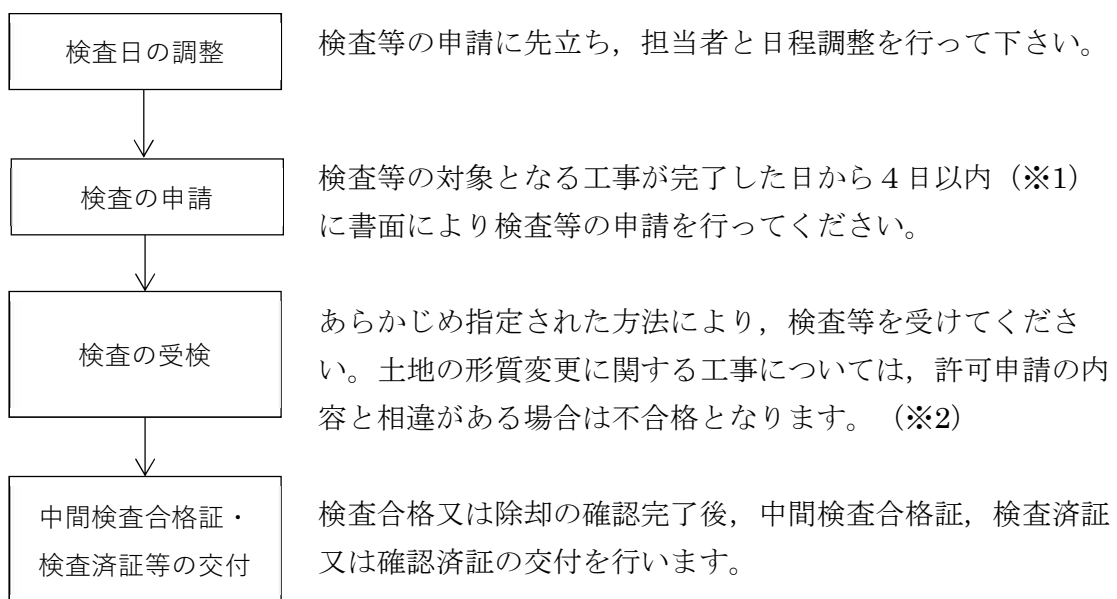 検査日の調整
検査等の申請に先立ち，担当者と日程調整を行って下さい。
検査の申請
検査等の対象となる工事が完了した日から４日以内（※1）
に書面により検査等の申請を行ってください。
検査の受検
あらかじめ指定された方法により，検査等を受けてくださ
い。土地の形質変更に関する工事については，許可申請の内
容と相違がある場合は不合格となります。（※2）
中間検査合格証・
検査済証等の交付
検査合格又は除却の確認完了後，中間検査合格証，検査済証
又は確認済証の交付を行います。